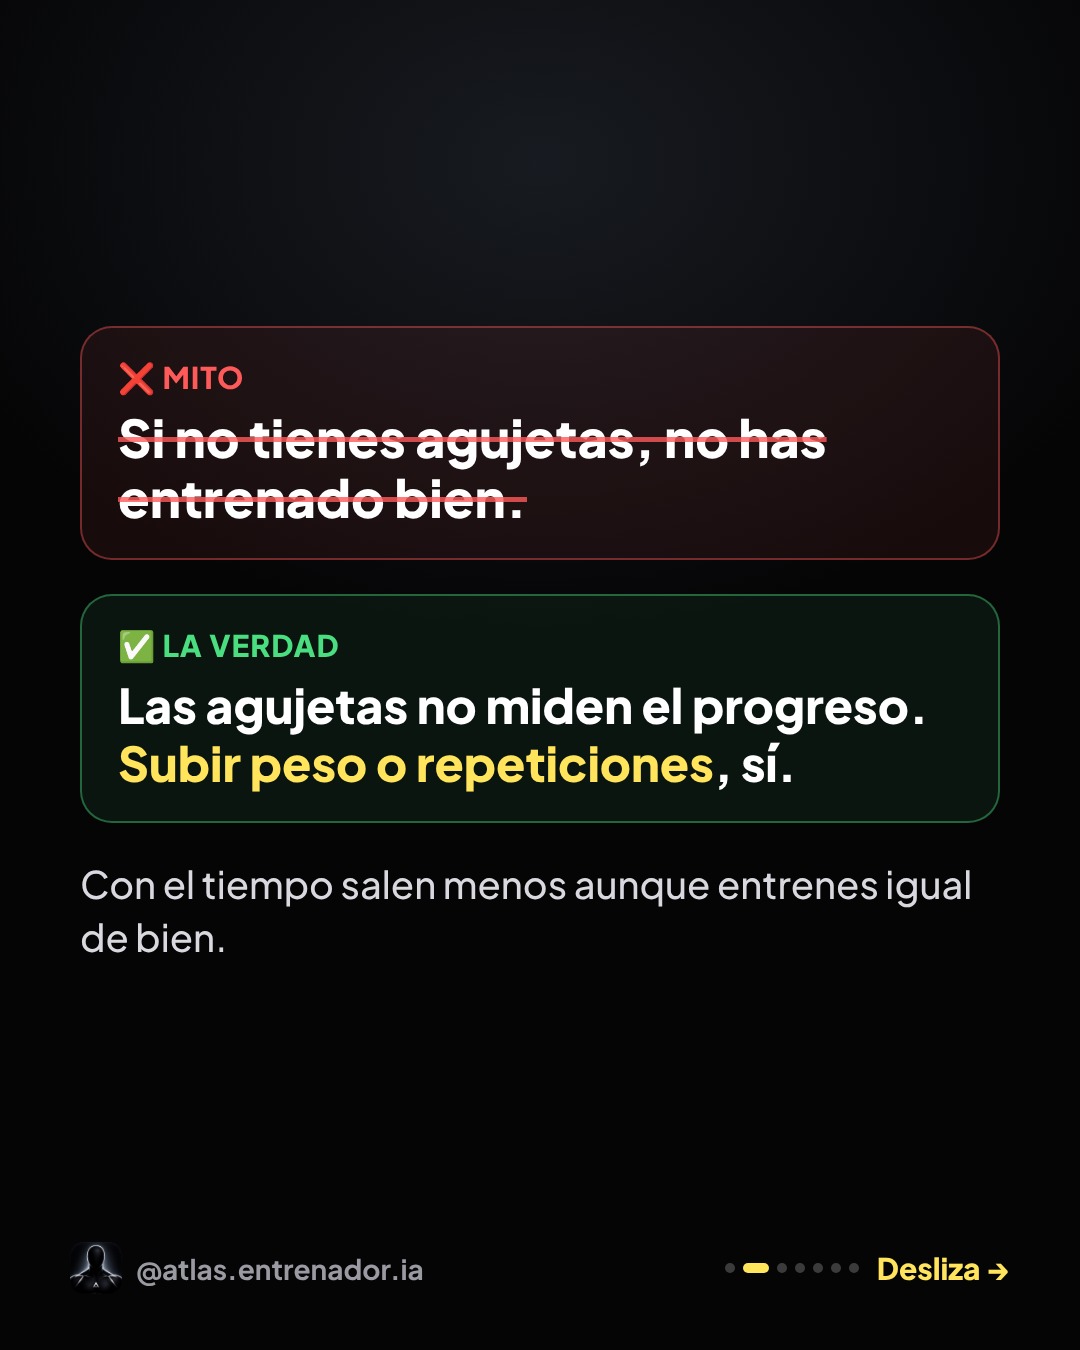 ❌ MITO
Si no tienes agujetas, no has
entrenado bien.
✅ LA VERDAD
Las agujetas no miden el progreso.
Subir peso o repeticiones, sí.
Con el tiempo salen menos aunque entrenes igual
de bien.
@atlas.entrenador.ia
Desliza →